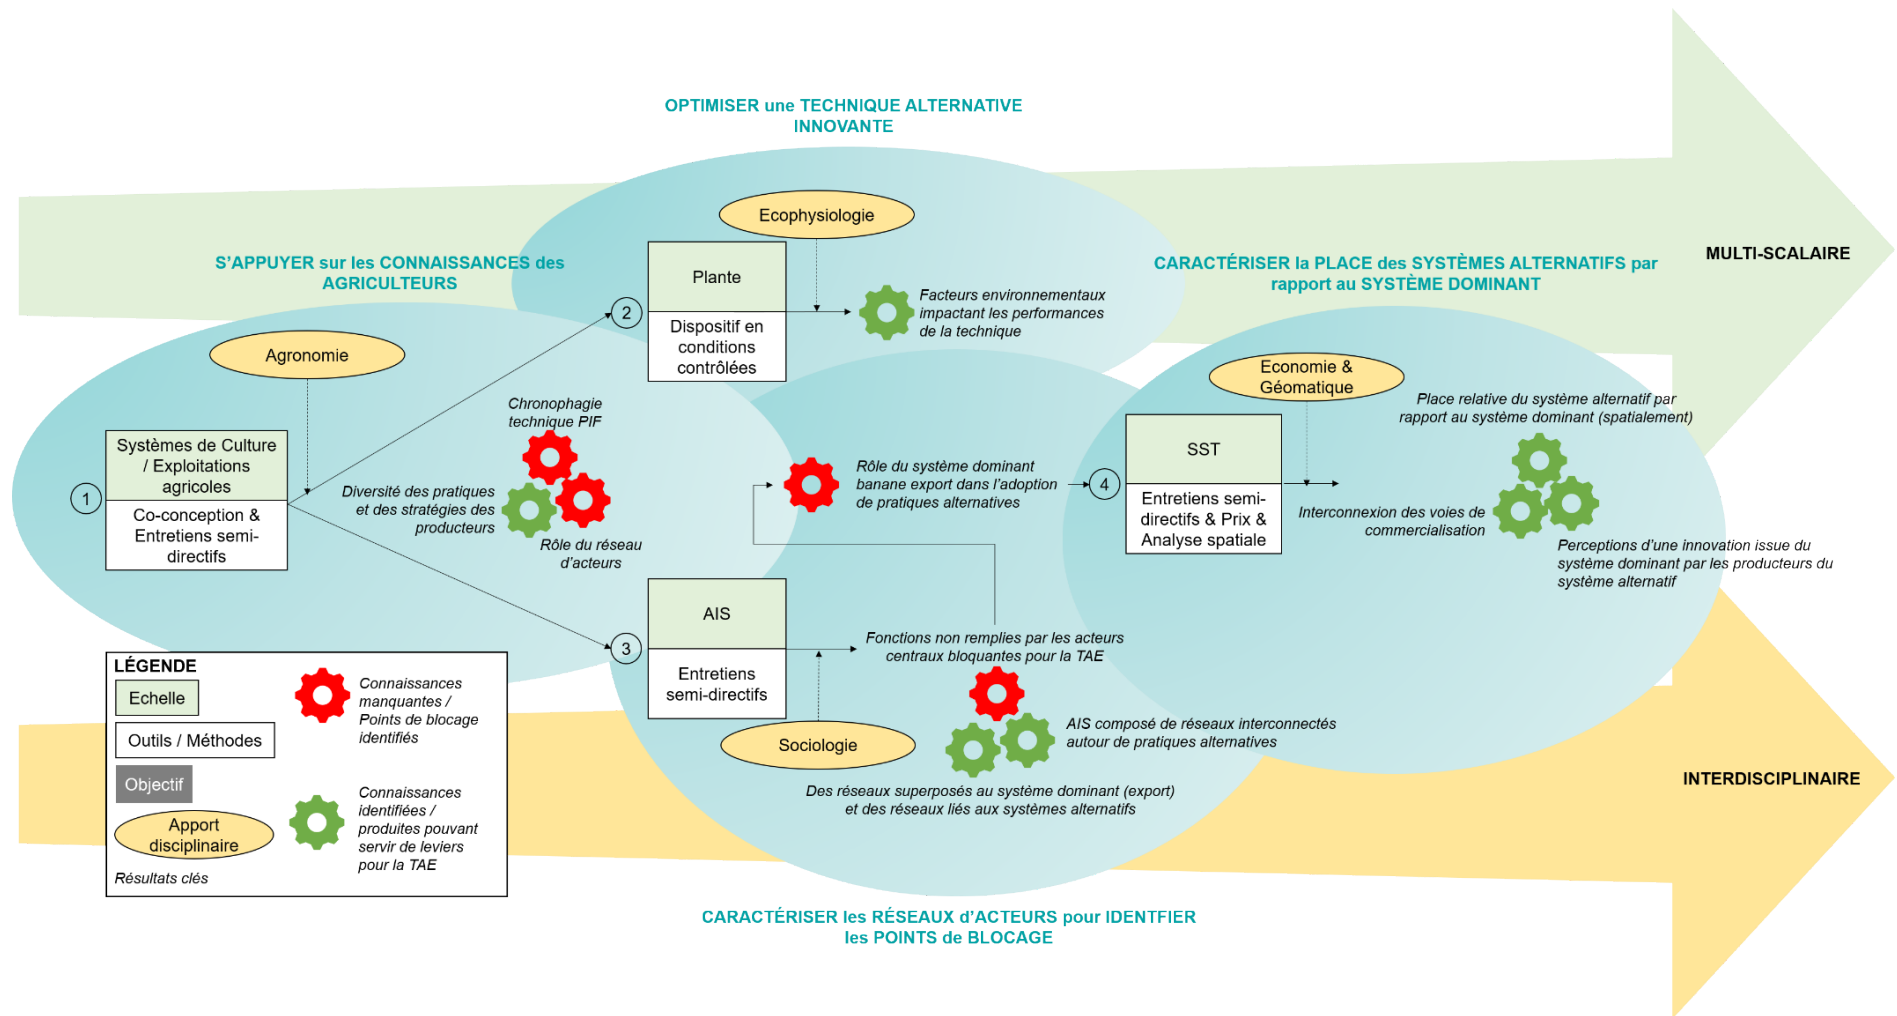 OPTIMISER une TECHNIQUE ALTERNATIVE
INNOVANTE
Ecophysiologie
S'APPUYER sur les CONNAISSANCES des
AGRICULTEURS
CARACTÉRISER la PLACE des SYSTÈMES ALTERNATIFS par
rapport au SYSTÈME DOMINANT
MULTI-SCALAIRE
Agronomie
2
Plante
Dispositif en
conditions
contrôlées
Facteurs environnementaux
impactant les performances
de la technique
Economie &
Géomatique
1
Systèmes de Culture
/ Exploitations
agricoles
Co-conception &
Entretiens semi-
directifs
Chronophagie
technique PIF
Diversité des pratiques
et des stratégies des
producteurs
Rôle du réseau
d'acteurs
Rôle du système dominant
banane export dans l'adoption
de pratiques alternatives
4
SST
Entretiens semi-
directifs & Prix &
Analyse spatiale
Place relative du système alternatif par
rapport au système dominant (spatialement)
Interconnexion des voies de
commercialisation
Perceptions d'une innovation issue du
système dominant par les producteurs du
système alternatif
3
AIS
Entretiens
semi-directifs
Sociologie
Fonctions non remplies par les acteurs
centraux bloquantes pour la TAE
AIS composé de réseaux interconnectés
autour de pratiques alternatives
Des réseaux superposés au système dominant (export)
et des réseaux liés aux systèmes alternatifs
INTERDISCIPLINAIRE
LÉGENDE
Echelle
Outils / Méthodes
Objectif
Apport
disciplinaire
Résultats clés
Connaissances
manquantes /
Points de blocage
identifiés
Connaissances
identifiées /
produites pouvant
servir de leviers
pour la TAE
CARACTÉRISER les RÉSEAUX d'ACTEURS pour IDENTFIER
les POINTS de BLOCAGE